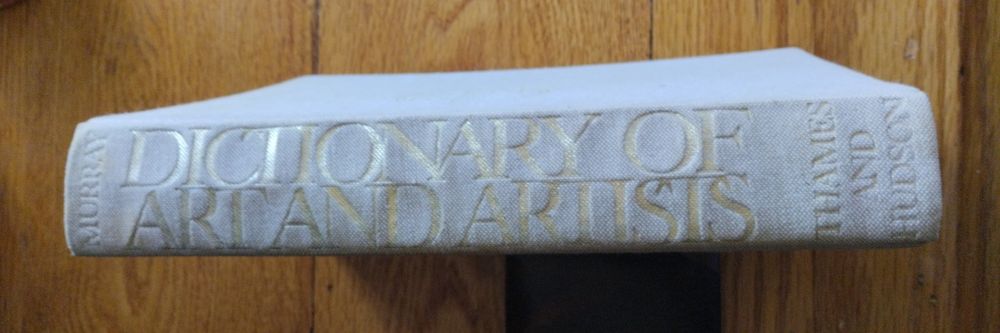 MURRAY
DICTIONARY OF
ART AND ARTISTS
THAMES
AND
HUDSON